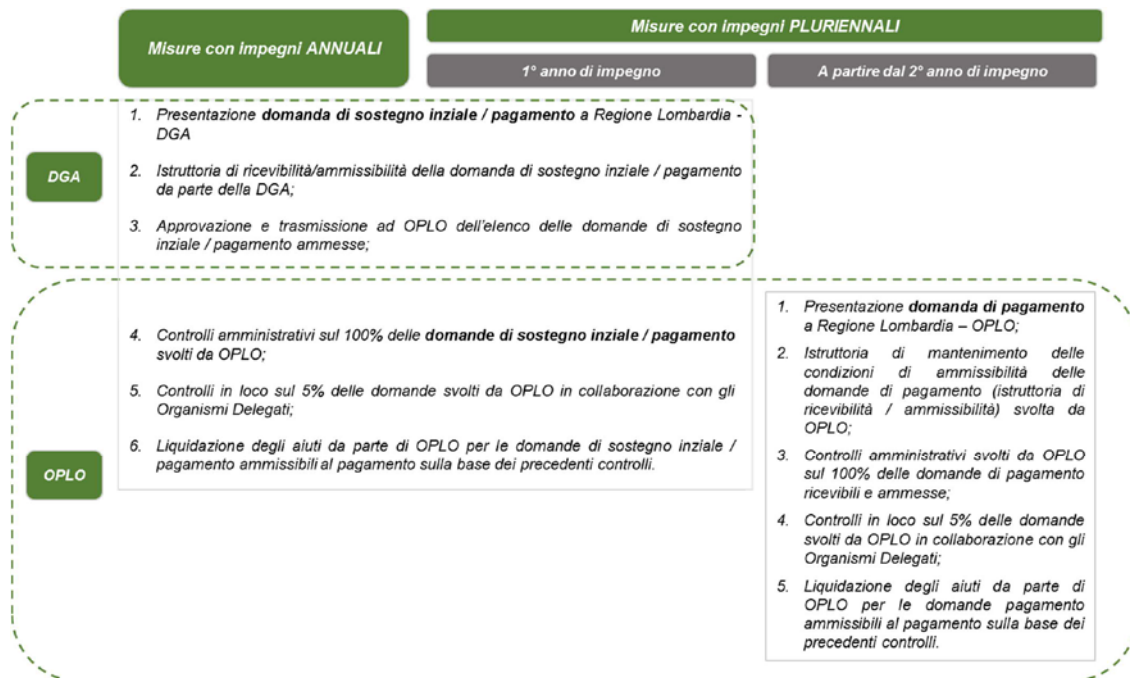 Misure con impegni ANNUALI
Misure con impegni PLURIENNALI
1° anno di impegno
A partire dal 2° anno di impegno
DGA
1. Presentazione domanda di sostegno inziale / pagamento a Regione Lombardia -
DGA
2. Istruttoria di ricevibilità/ammissibilità della domanda di sostegno inziale / pagamento
da parte della DGA;
3. Approvazione e trasmissione ad OPLO dell'elenco delle domande di sostegno
inziale / pagamento ammesse;
OPLO
4. Controlli amministrativi sul 100% delle domande di sostegno inziale / pagamento
svolti da OPLO;
5. Controlli in loco sul 5% delle domande svolti da OPLO in collaborazione con gli
Organismi Delegati;
6. Liquidazione degli aiuti da parte di OPLO per le domande di sostegno inziale /
pagamento ammissibili al pagamento sulla base dei precedenti controlli.
1. Presentazione domanda di pagamento
a Regione Lombardia – OPLO;
2. Istruttoria di mantenimento delle
condizioni di ammissibilità delle
domande di pagamento (istruttoria di
ricevibilità / ammissibilità) svolta da
OPLO;
3. Controlli amministrativi svolti da OPLO
sul 100% delle domande di pagamento
ricevibili e ammesse;
4. Controlli in loco sul 5% delle domande
svolti da OPLO in collaborazione con gli
Organismi Delegati;
5. Liquidazione degli aiuti da parte di
OPLO per le domande pagamento
ammissibili al pagamento sulla base dei
precedenti controlli.